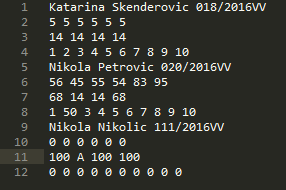 1 Katarina Skenderovic 018/2016VV
2 5 5 5 5 5 5
3 14 14 14 14
4 1 2 3 4 5 6 7 8 9 10
5 Nikola Petrovic 020/2016VV
6 56 45 55 54 83 95
7 68 14 14 68
8 1 50 3 4 5 6 7 8 9 10
9 Nikola Nikolic 111/2016VV
10 0 0 0 0 0 0
11 100 A 100 100
12 0 0 0 0 0 0 0 0 0 0